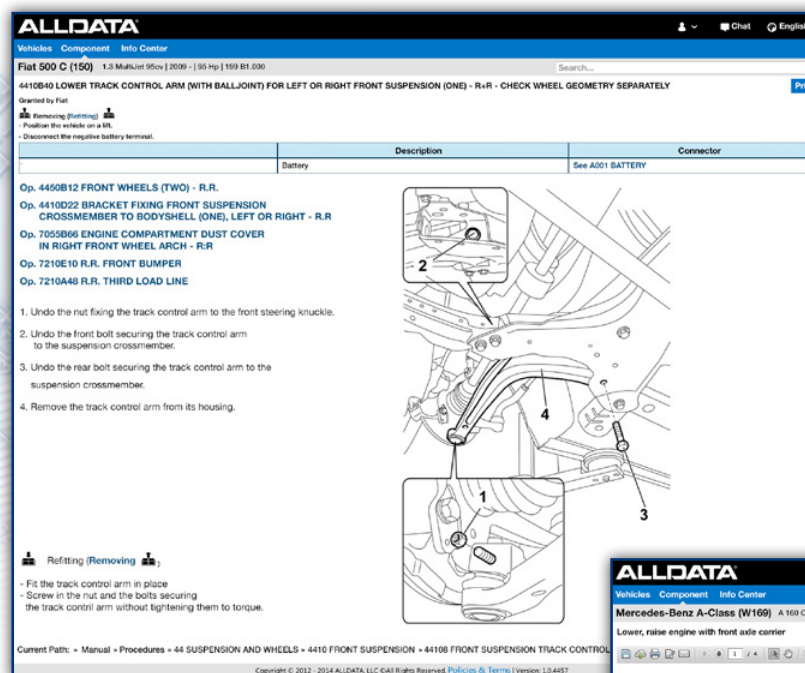 ALLDATA
Chat English
Vehicles Component Info Center
Fiat 500 C (150) 1.3 MultiJet 95cv | 2009 - | 95 Hp | 199 B1.000
Search...
4410B40 LOWER TRACK CONTROL ARM (WITH BALLJOINT) FOR LEFT OR RIGHT FRONT SUSPENSION (ONE) - R+R - CHECK WHEEL GEOMETRY SEPARATELY
Granted by Fiat
Removing (Refitting)
- Position the vehicle on a lift.
- Disconnect the negative battery terminal.
Description Connector
Battery See A001 BATTERY
Op. 4450B12 FRONT WHEELS (TWO) - R.R.
Op. 4410D22 BRACKET FIXING FRONT SUSPENSION
CROSSMEMBER TO BODYSHELL (ONE), LEFT OR RIGHT - R.R
Op. 7055B66 ENGINE COMPARTMENT DUST COVER
IN RIGHT FRONT WHEEL ARCH - R:R
Op. 7210E10 R.R. FRONT BUMPER
Op. 7210A48 R.R. THIRD LOAD LINE
1. Undo the nut fixing the track control arm to the front steering knuckle.
2. Undo the front bolt securing the track control arm
to the suspension crossmember.
3. Undo the rear bolt securing the track control arm to the
suspension crossmember.
4. Remove the track control arm from its housing.
2
4
1
3
Refitting (Removing ),
- Fit the track control arm in place
- Screw in the nut and the bolts securing
the track contril arm without tightening them to torque.
Current Path: » Manual » Procedures » 44 SUSPENSION AND WHEELS » 4410 FRONT SUSPENSION » 4410B FRONT SUSPENSION TRACK CONTROL
Copyright © 2012 - 2014 ALLDATA, LLC ©All Rights Reserved. Policies & Terms | Version: 1.0.4457
ALLDATA
Vehicles Component Info Center
Mercedes-Benz A-Class (W169) A 160 C
Lower, raise engine with front axle carrier
1 / 4